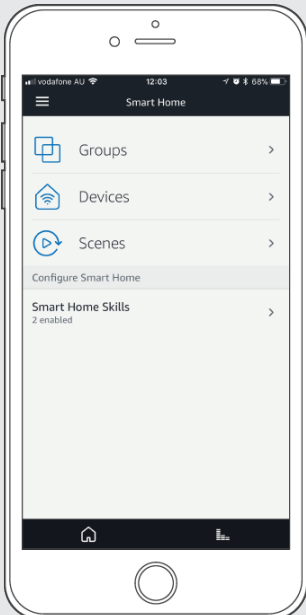 vodafone AU 12:03 68%
Smart Home
Groups
Devices
Scenes
Configure Smart Home
Smart Home Skills
2 enabled